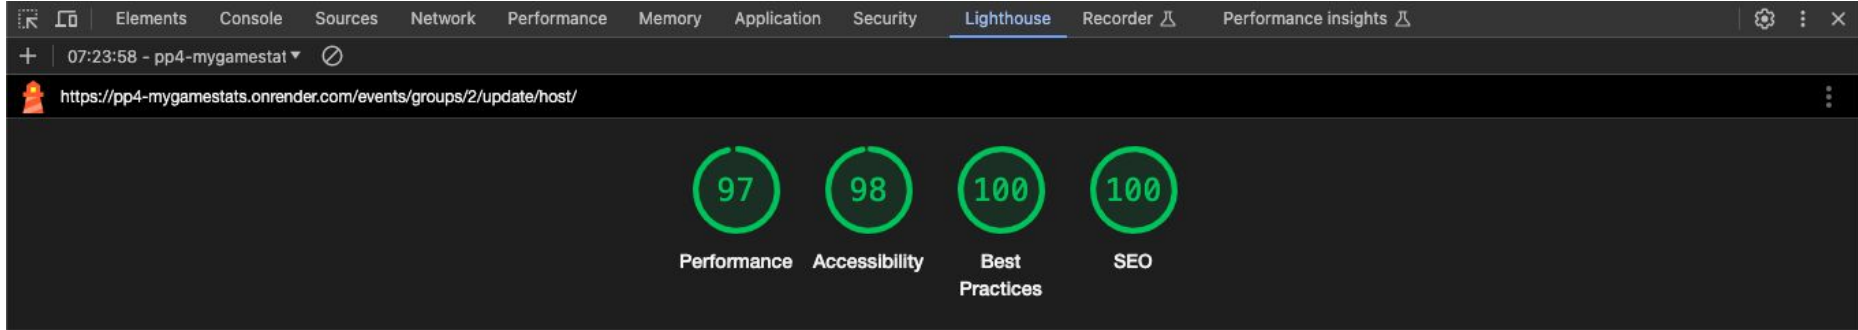 Elements Console Sources Network Performance Memory Application Security Lighthouse Recorder Performance insights
07:23:58 - pp4-mygamestat
https://pp4-mygamestats.onrender.com/events/groups/2/update/host/
97 98 100 100
Performance Accessibility Best Practices SEO